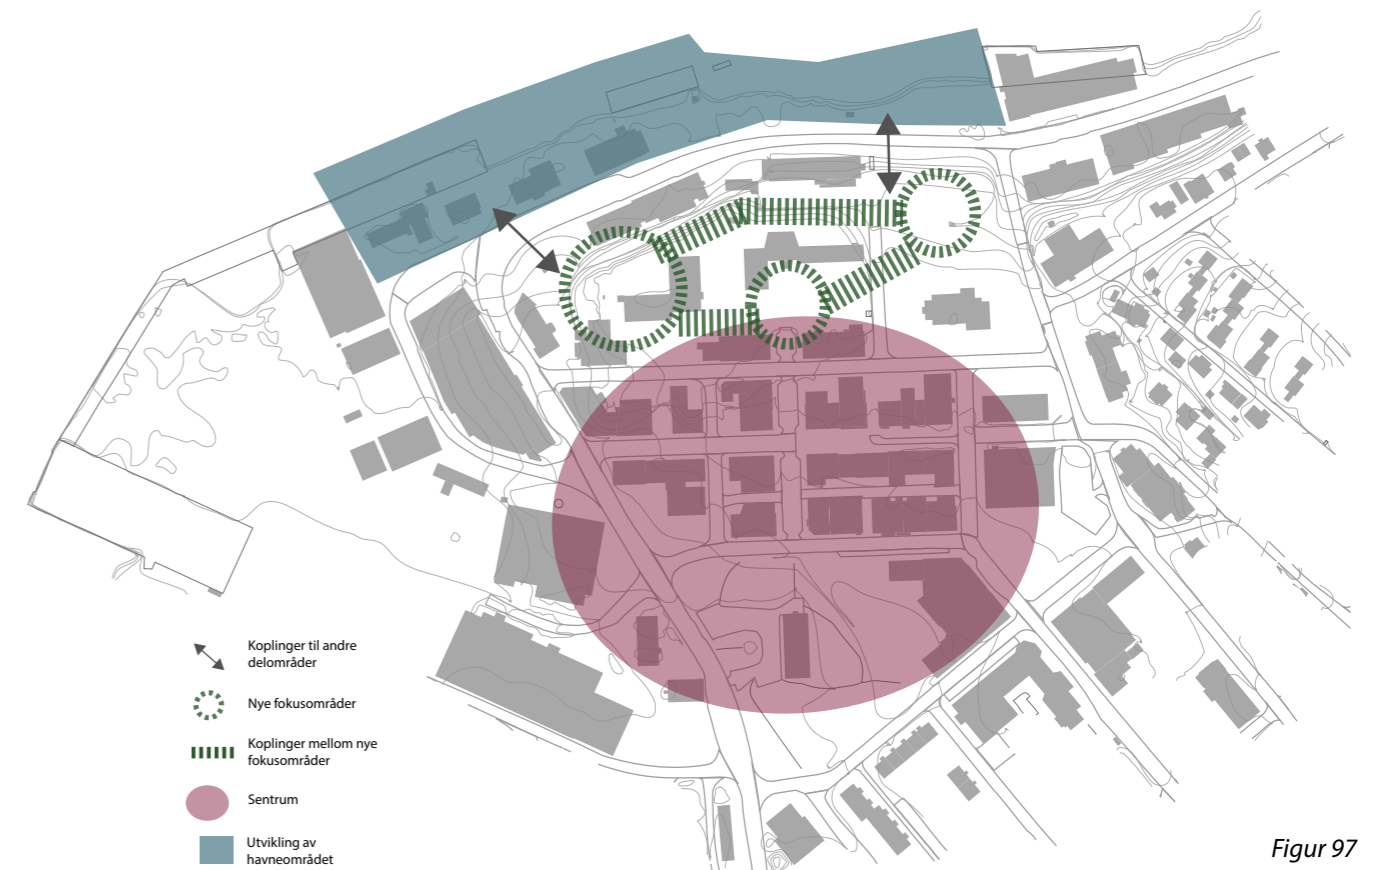 Koplinger til andre
delområder
Nye fokusområder
Koplinger mellom nye
fokusområder
Sentrum
Utvikling av
havneområdet
Figur 97